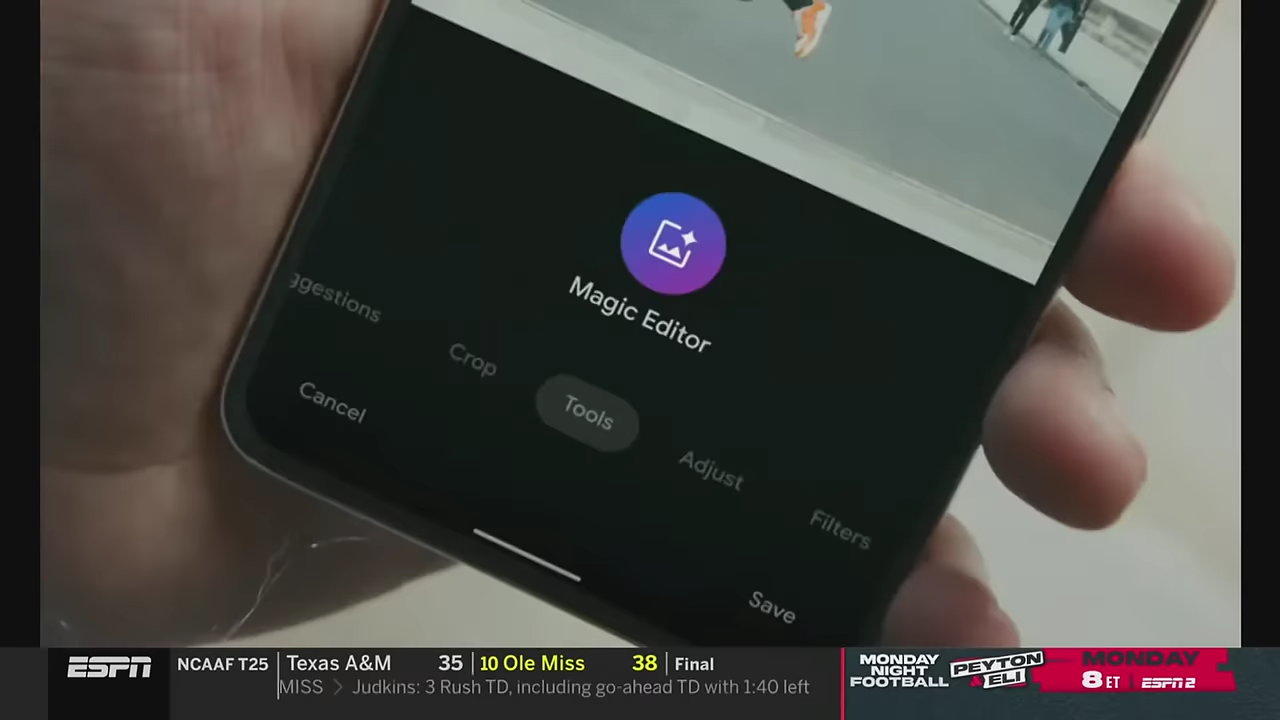 Magic Editor
ggestions
Crop
Tools
Adjust
Filters
Cancel
Save
ESPN
NCAAF T25
Texas A&M 35
10 Ole Miss 38
Final
MISS > Judkins: 3 Rush TD, including go-ahead TD with 1:40 left
MONDAY
NIGHT
FOOTBALL
PEYTON
& ELI
MONDAY
8 ET
ESPN2